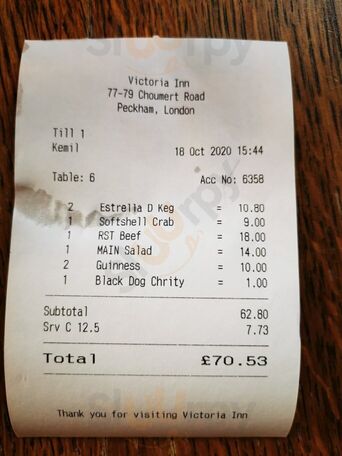 Victoria Inn
77-79 Choumert Road
Peckham, London
Till 1
Kemil 18 Oct 2020 15:44
Table: 6 Acc No: 6358
2 Estrella D Keg = 10.80
1 Softshell Crab = 9.00
1 RST Beef = 18.00
1 MAIN Salad = 14.00
2 Guinness = 10.00
1 Black Dog Chrity = 1.00
Subtotal 62.80
Srv C 12.5 7.73
Total £70.53
Thank you for visiting Victoria Inn